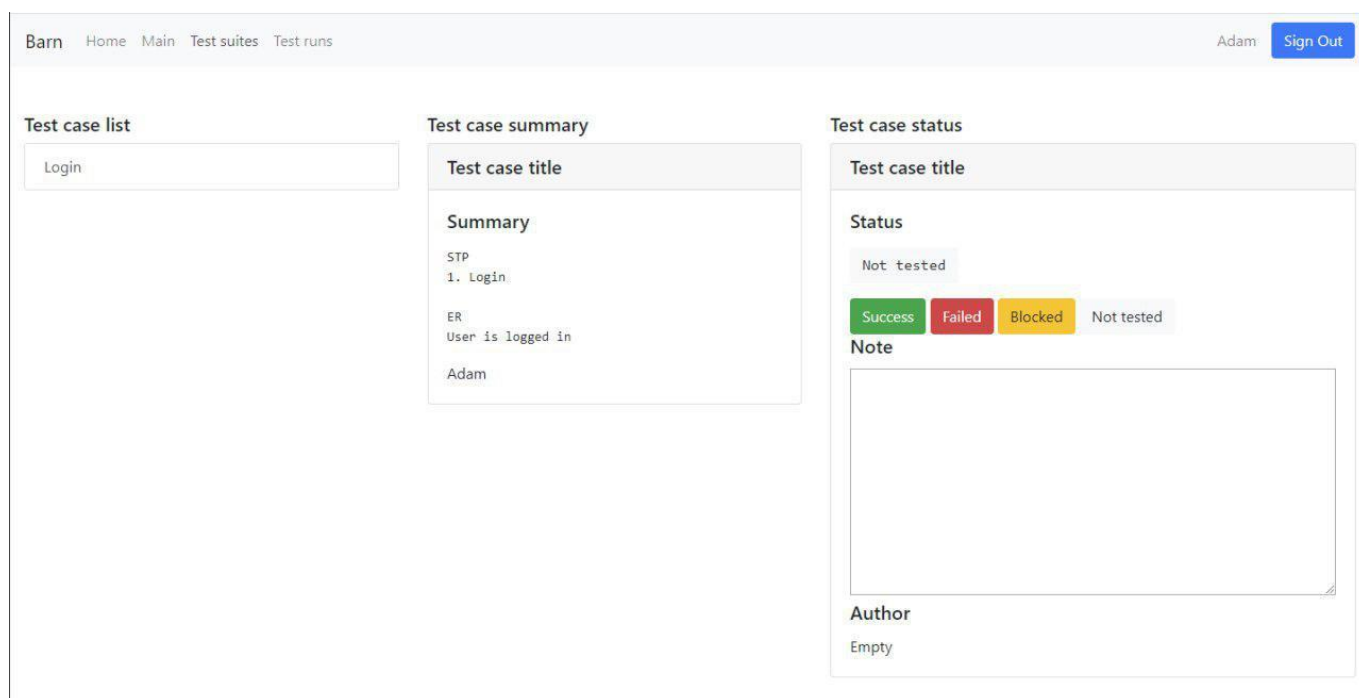 Barn Home Main Test suites Test runs Adam Sign Out
Test case list
Login
Test case summary
Test case title
Summary
STP
1. Login
ER
User is logged in
Adam
Test case status
Test case title
Status
Not tested
Success Failed Blocked Not tested
Note
Author
Empty